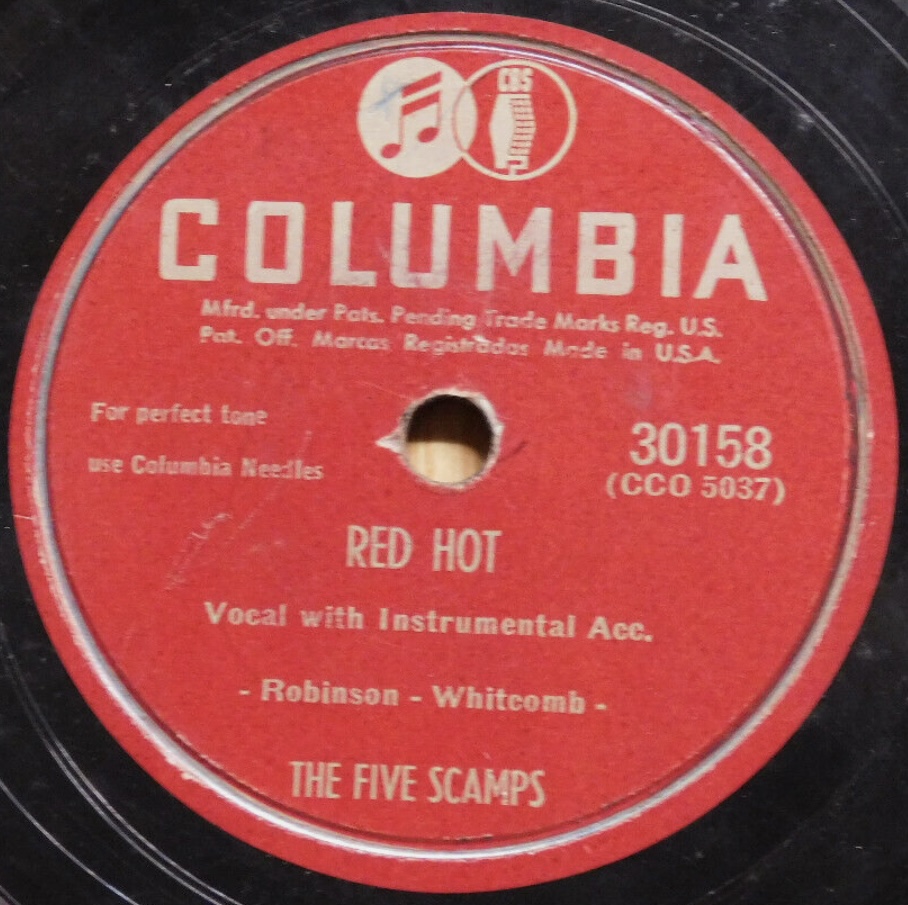 CBS
COLUMBIA
Mfrd. under Pats. Pending Trade Marks Reg. U.S.
Pat. Off. Marcas Registradas Made in U.S.A.
For perfect tone
use Columbia Needles
30158
(CCO 5037)
RED HOT
Vocal with Instrumental Acc.
- Robinson - Whitcomb -
THE FIVE SCAMPS